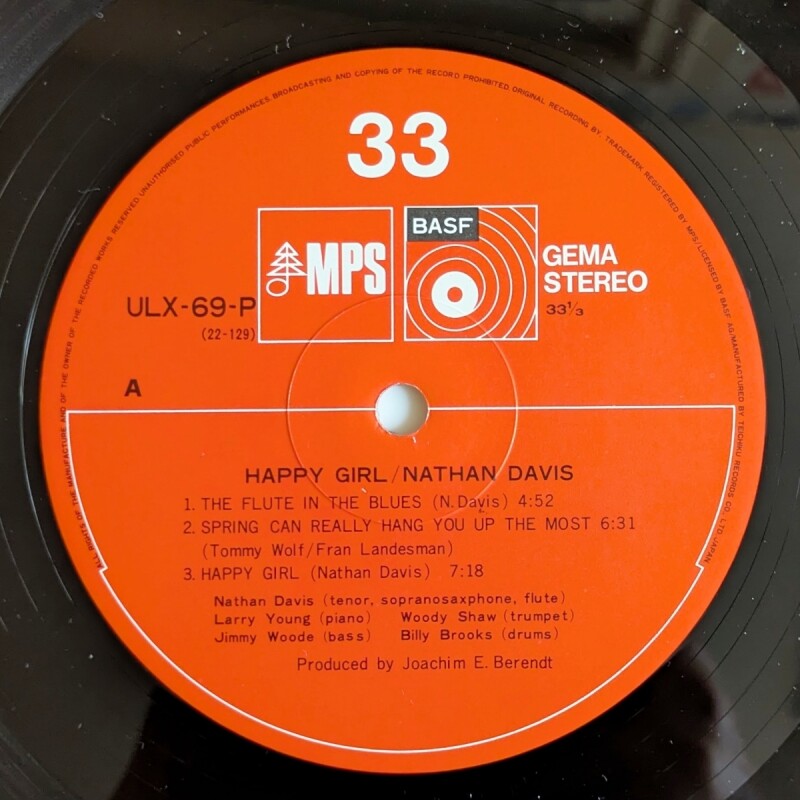 ALL RIGHTS OF THE MANUFACTURE AND OF THE OWNER OF THE RECORDED WORKS RESERVED UNAUTHORISED PUBLIC PERFORMANCES BROADCASTING AND COPYING OF THE RECORD PROHIBITED ORIGINAL RECORDING BY TRADEMARK REGISTERED BY MPS/LICENSED BY BASF AG/MANUFACTURED BY TEICHIKU RECORDS CO. LTD. JAPAN
33
MPS
BASF
GEMA
STEREO
33⅓
ULX-69-P
(22-129)
A
HAPPY GIRL/NATHAN DAVIS
1. THE FLUTE IN THE BLUES (N.Davis) 4:52
2. SPRING CAN REALLY HANG YOU UP THE MOST 6:31
(Tommy Wolf/Fran Landesman)
3. HAPPY GIRL (Nathan Davis) 7:18
Nathan Davis (tenor, sopranosaxphone, flute)
Larry Young (piano) Woody Shaw (trumpet)
Jimmy Woode (bass) Billy Brooks (drums)
Produced by Joachim E. Berendt